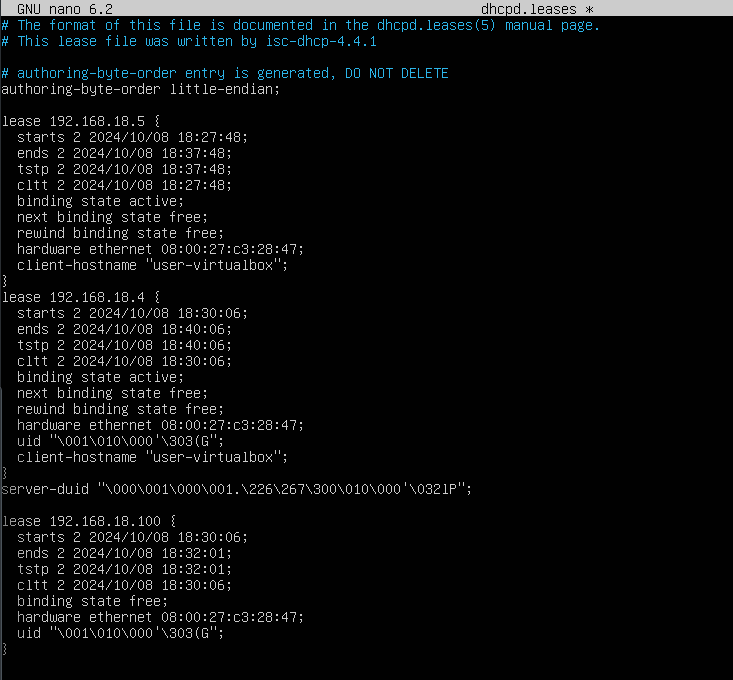 GNU nano 6.2 dhcpd.leases *
# The format of this file is documented in the dhcpd.leases(5) manual page.
# This lease file was written by isc-dhcp-4.4.1
# authoring-byte-order entry is generated, DO NOT DELETE
authoring-byte-order little-endian;
lease 192.168.18.5 {
  starts 2 2024/10/08 18:27:48;
  ends 2 2024/10/08 18:37:48;
  tstp 2 2024/10/08 18:37:48;
  cltt 2 2024/10/08 18:27:48;
  binding state active;
  next binding state free;
  rewind binding state free;
  hardware ethernet 08:00:27:c3:28:47;
  client-hostname "user-virtualbox";
}
lease 192.168.18.4 {
  starts 2 2024/10/08 18:30:06;
  ends 2 2024/10/08 18:40:06;
  tstp 2 2024/10/08 18:40:06;
  cltt 2 2024/10/08 18:30:06;
  binding state active;
  next binding state free;
  rewind binding state free;
  hardware ethernet 08:00:27:c3:28:47;
  uid "\001\010\000'\303(G";
  client-hostname "user-virtualbox";
}
server-duid "\000\001\000\001.\226\267\300\010\000'\032lP";
lease 192.168.18.100 {
  starts 2 2024/10/08 18:30:06;
  ends 2 2024/10/08 18:32:01;
  tstp 2 2024/10/08 18:32:01;
  cltt 2 2024/10/08 18:30:06;
  binding state free;
  hardware ethernet 08:00:27:c3:28:47;
  uid "\001\010\000'\303(G";
}